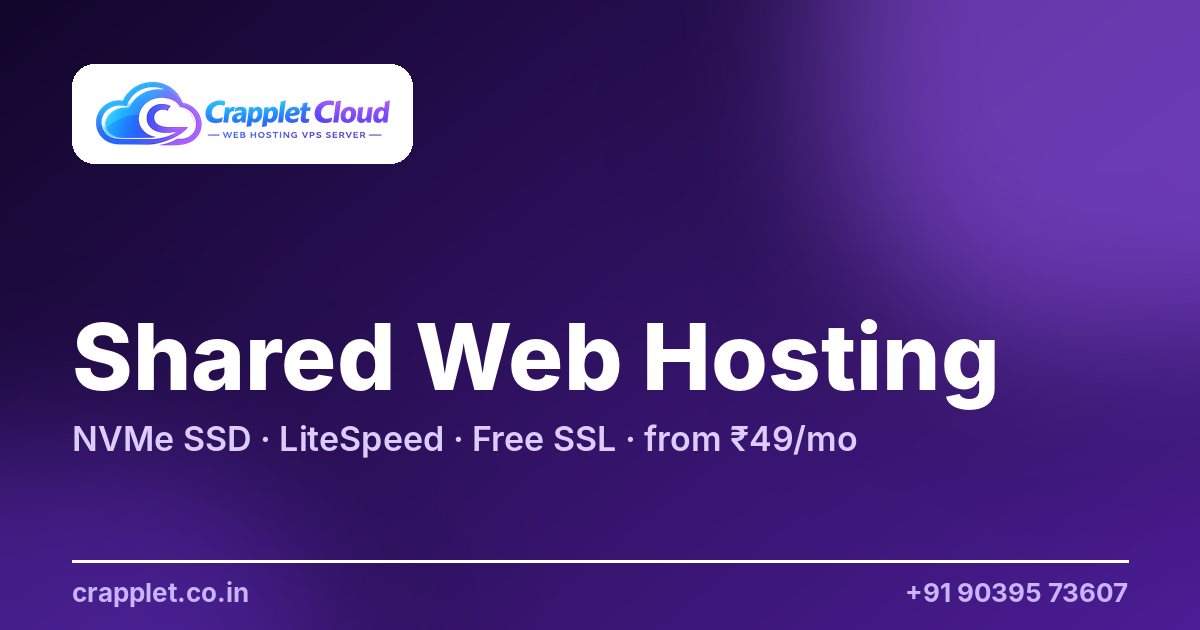 Crapplet Cloud
WEB HOSTING VPS SERVER
Shared Web Hosting
NVMe SSD · LiteSpeed · Free SSL · from ₹49/mo
crapplet.co.in
+91 90395 73607